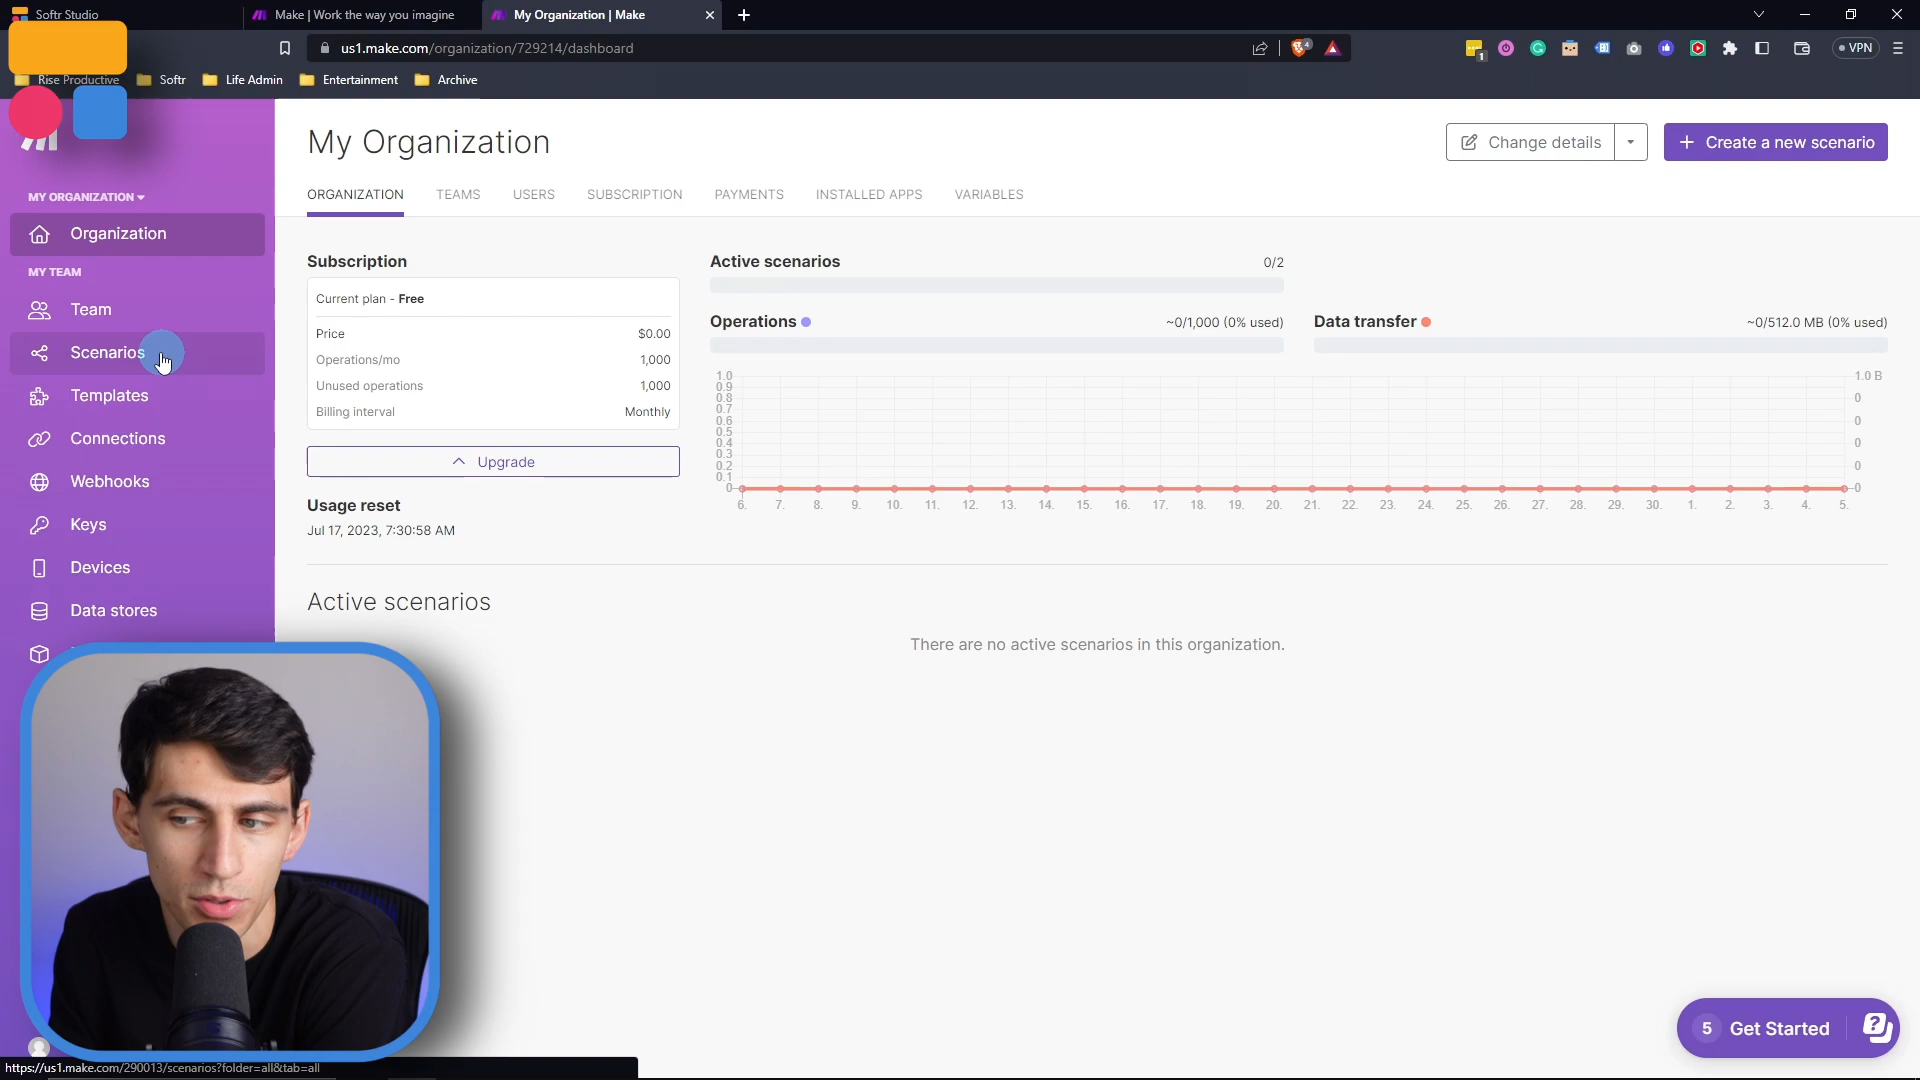 Softr Studio
Make | Work the way you imagine
My Organization | Make
us1.make.com/organization/729214/dashboard
4
1
VPN
Rise Productive
Softr
Life Admin
Entertainment
Archive
MY ORGANIZATION
Organization
MY TEAM
Team
Scenarios
Templates
Connections
Webhooks
Keys
Devices
Data stores
My Organization
Change details
+ Create a new scenario
ORGANIZATION
TEAMS
USERS
SUBSCRIPTION
PAYMENTS
INSTALLED APPS
VARIABLES
Subscription
Current plan - Free
Price $0.00
Operations/mo 1,000
Unused operations 1,000
Billing interval Monthly
Upgrade
Usage reset
Jul 17, 2023, 7:30:58 AM
Active scenarios 0/2
Operations ~0/1,000 (0% used)
Data transfer ~0/512.0 MB (0% used)
1.0 1.0 B
0.9
0.8 0
0.7
0.6 0
0.5
0.4 0
0.3
0.2 0
0.1
0 0
6. 7. 8. 9. 10. 11. 12. 13. 14. 15. 16. 17. 18. 19. 20. 21. 22. 23. 24. 25. 26. 27. 28. 29. 30. 1. 2. 3. 4. 5.
Active scenarios
There are no active scenarios in this organization.
5 Get Started
https://us1.make.com/290013/scenarios?folder=all&tab=all